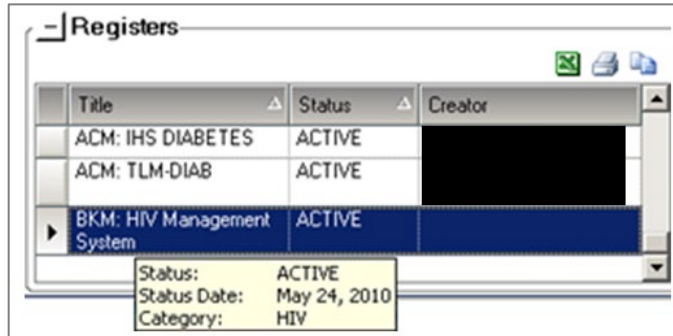 Registers
Title Status Creator
ACM: IHS DIABETES ACTIVE
ACM: TLM-DIAB ACTIVE
BKM: HIV Management ACTIVE
System
Status: ACTIVE
Status Date: May 24, 2010
Category: HIV